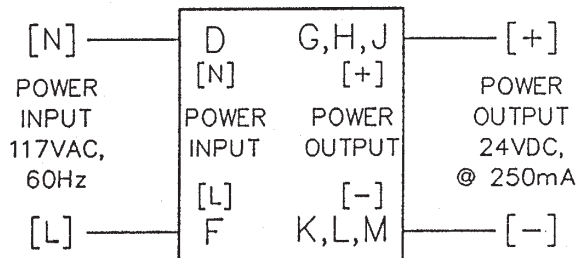 [N] D G,H,J [+]
[N] [+]
POWER INPUT 117VAC, 60Hz
POWER INPUT
POWER OUTPUT
POWER OUTPUT 24VDC, @ 250mA
[L] [-]
[L] F K,L,M [-]